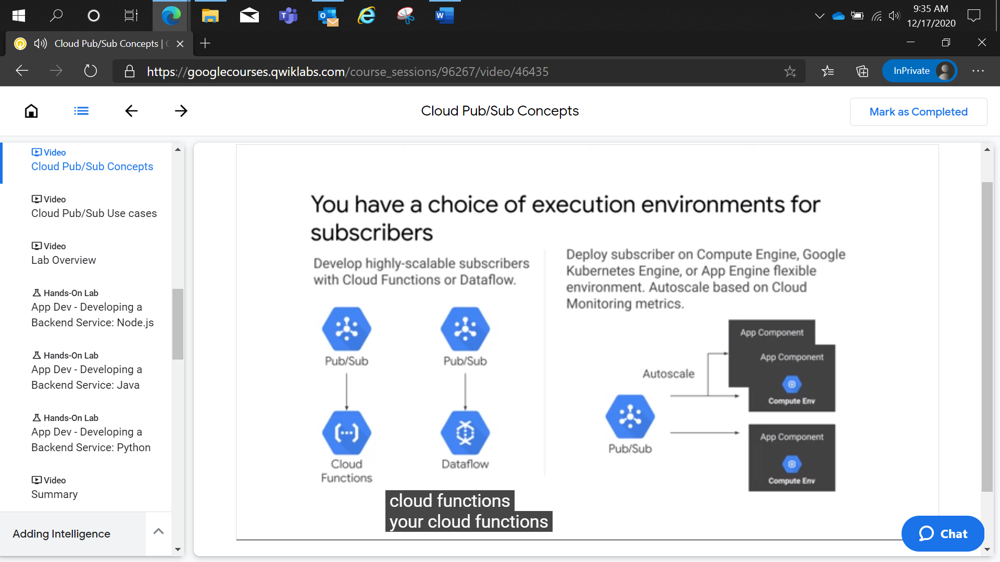 9:35 AM
12/17/2020
Cloud Pub/Sub Concepts |
https://googlecourses.qwiklabs.com/course_sessions/96267/video/46435
InPrivate
Cloud Pub/Sub Concepts
Mark as Completed
Video
Cloud Pub/Sub Concepts
Video
Cloud Pub/Sub Use cases
Video
Lab Overview
Hands-On Lab
App Dev - Developing a
Backend Service: Node.js
Hands-On Lab
App Dev - Developing a
Backend Service: Java
Hands-On Lab
App Dev - Developing a
Backend Service: Python
Video
Summary
Adding Intelligence
You have a choice of execution environments for
subscribers
Develop highly-scalable subscribers
with Cloud Functions or Dataflow.
Pub/Sub
Pub/Sub
Cloud
Functions
Dataflow
Deploy subscriber on Compute Engine, Google
Kubernetes Engine, or App Engine flexible
environment. Autoscale based on Cloud
Monitoring metrics.
App Component
App Component
Autoscale
Compute Env
Pub/Sub
App Component
Compute Env
cloud functions
your cloud functions
Chat